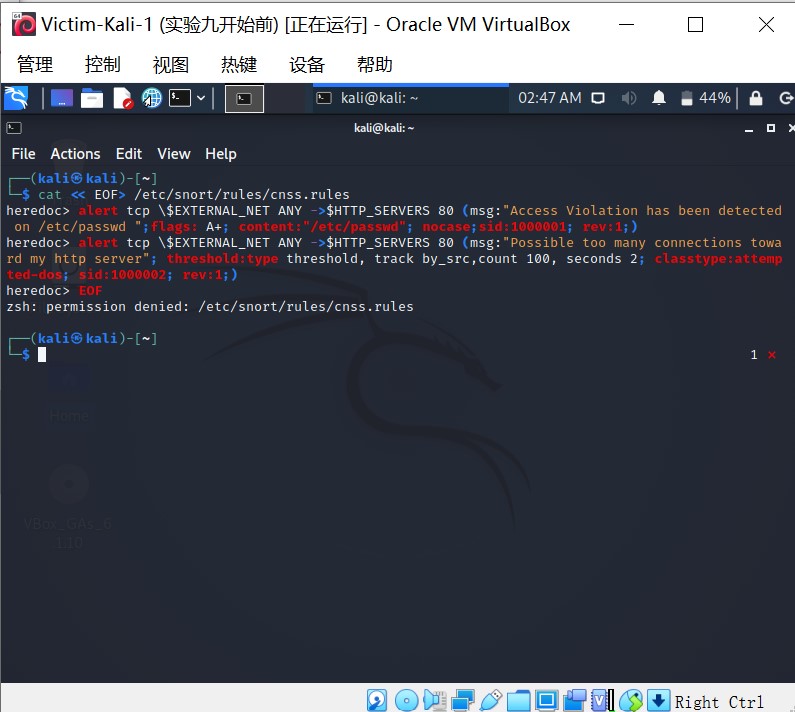 Victim-Kali-1 (实验九开始前) [正在运行] - Oracle VM VirtualBox
管理 控制 视图 热键 设备 帮助
kali@kali: ~ 02:47 AM 44%
kali@kali: ~
File Actions Edit View Help
┌──(kali㉿kali)-[~]
└─$ cat << EOF> /etc/snort/rules/cnss.rules
heredoc> alert tcp \$EXTERNAL_NET ANY ->$HTTP_SERVERS 80 (msg:"Access Violation has been detected
on /etc/passwd ";flags: A+; content:"/etc/passwd"; nocase;sid:1000001; rev:1;)
heredoc> alert tcp \$EXTERNAL_NET ANY ->$HTTP_SERVERS 80 (msg:"Possible too many connections towa
rd my http server"; threshold:type threshold, track by_src,count 100, seconds 2; classtype:attemp
ted-dos; sid:1000002; rev:1;)
heredoc> EOF
zsh: permission denied: /etc/snort/rules/cnss.rules
┌──(kali㉿kali)-[~]
└─$ 1 ×
Home
VBox_GAs_6
1.10
Right Ctrl